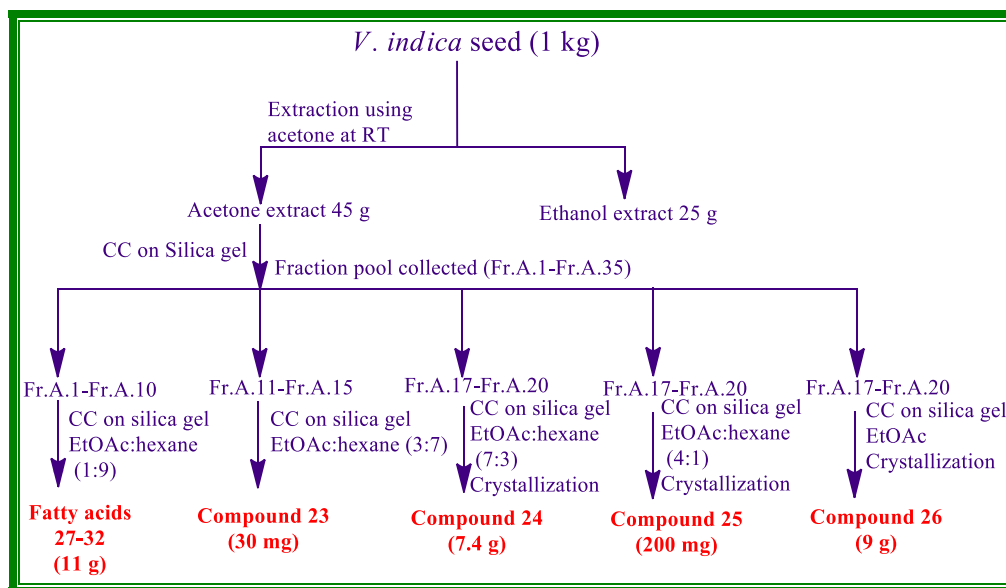 V. indica seed (1 kg)
Extraction using
acetone at RT
Acetone extract 45 g
Ethanol extract 25 g
CC on Silica gel
Fraction pool collected (Fr.A.1-Fr.A.35)
Fr.A.1-Fr.A.10
CC on silica gel
EtOAc:hexane
(1:9)
Fatty acids
27-32
(11 g)
Fr.A.11-Fr.A.15
CC on silica gel
EtOAc:hexane (3:7)
Compound 23
(30 mg)
Fr.A.17-Fr.A.20
CC on silica gel
EtOAc:hexane
(7:3)
Crystallization
Compound 24
(7.4 g)
Fr.A.17-Fr.A.20
CC on silica gel
EtOAc:hexane
(4:1)
Crystallization
Compound 25
(200 mg)
Fr.A.17-Fr.A.20
CC on silica gel
EtOAc
Crystallization
Compound 26
(9 g)